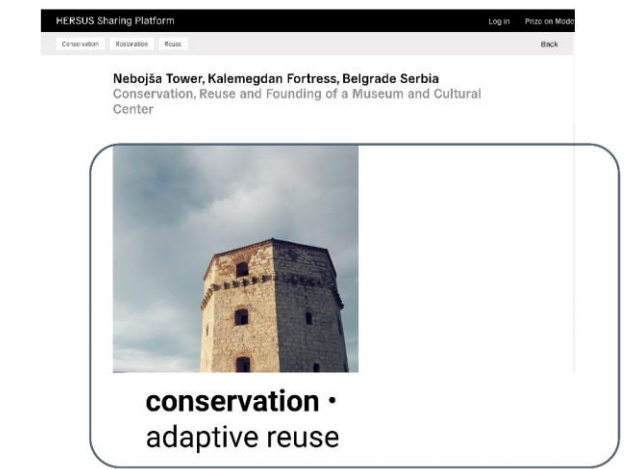 HERSUS Sharing Platform
Log in Prize on Mode
Conservation Restoration Reuse
Back
Nebojša Tower, Kalemegdan Fortress, Belgrade Serbia
Conservation, Reuse and Founding of a Museum and Cultural
Center
conservation •
adaptive reuse